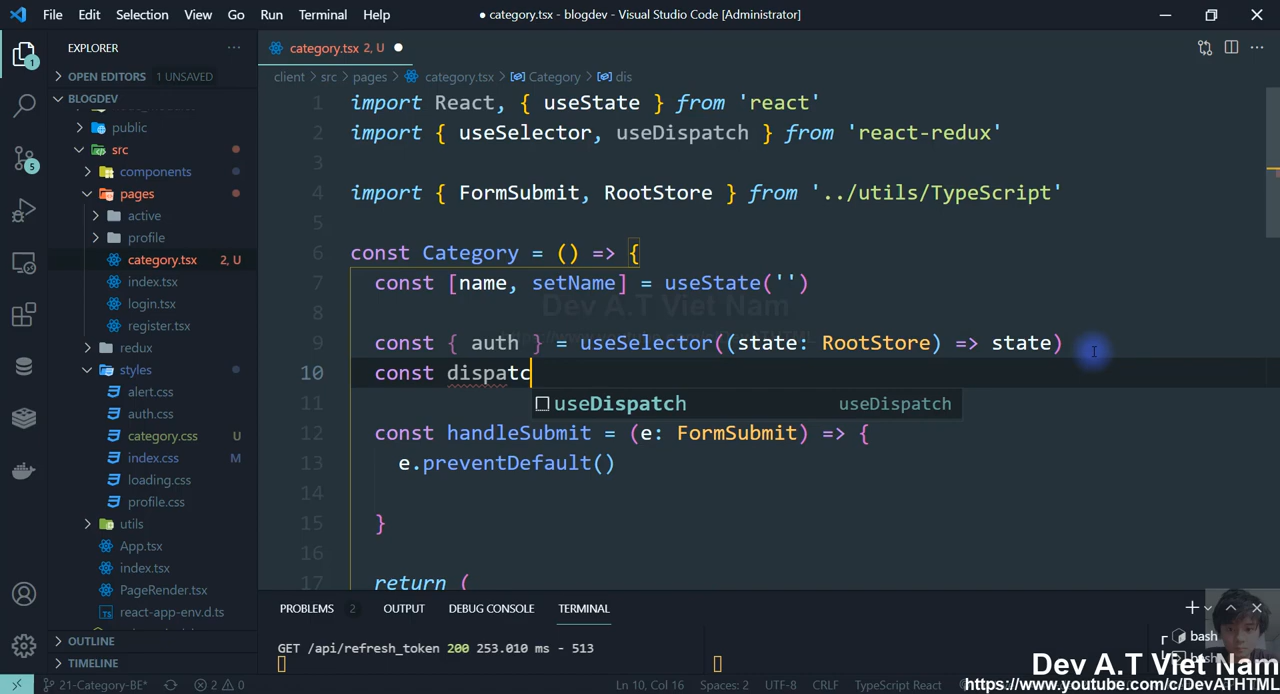 File Edit Selection View Go Run Terminal Help
● category.tsx - blogdev - Visual Studio Code [Administrator]
EXPLORER
OPEN EDITORS 1 UNSAVED
BLOGDEV
public
src
components
pages
active
profile
category.tsx 2, U
index.tsx
login.tsx
register.tsx
redux
styles
alert.css
auth.css
category.css U
index.css M
loading.css
profile.css
utils
App.tsx
index.tsx
PageRender.tsx
react-app-env.d.ts
OUTLINE
TIMELINE
1
5
category.tsx 2, U ●
client > src > pages > category.tsx > Category > dis
1 import React, { useState } from 'react'
2 import { useSelector, useDispatch } from 'react-redux'
3
4 import { FormSubmit, RootStore } from '../utils/TypeScript'
5
6 const Category = () => {
7 const [name, setName] = useState('')
8
Dev A.T Viet Nam
9 const { auth } = useSelector((state: RootStore) => state)
10 const dispatc
useDispatch useDispatch
11
12 const handleSubmit = (e: FormSubmit) => {
13 e.preventDefault()
14
15 }
16
17 return (
PROBLEMS 2 OUTPUT DEBUG CONSOLE TERMINAL
GET /api/refresh_token 200 253.010 ms - 513
bash
Dev A.T Viet Nam
https://www.youtube.com/c/DevATHTML
21-Category-BE* 2 0 Ln 10, Col 16 Spaces: 2 UTF-8 CRLF TypeScript React